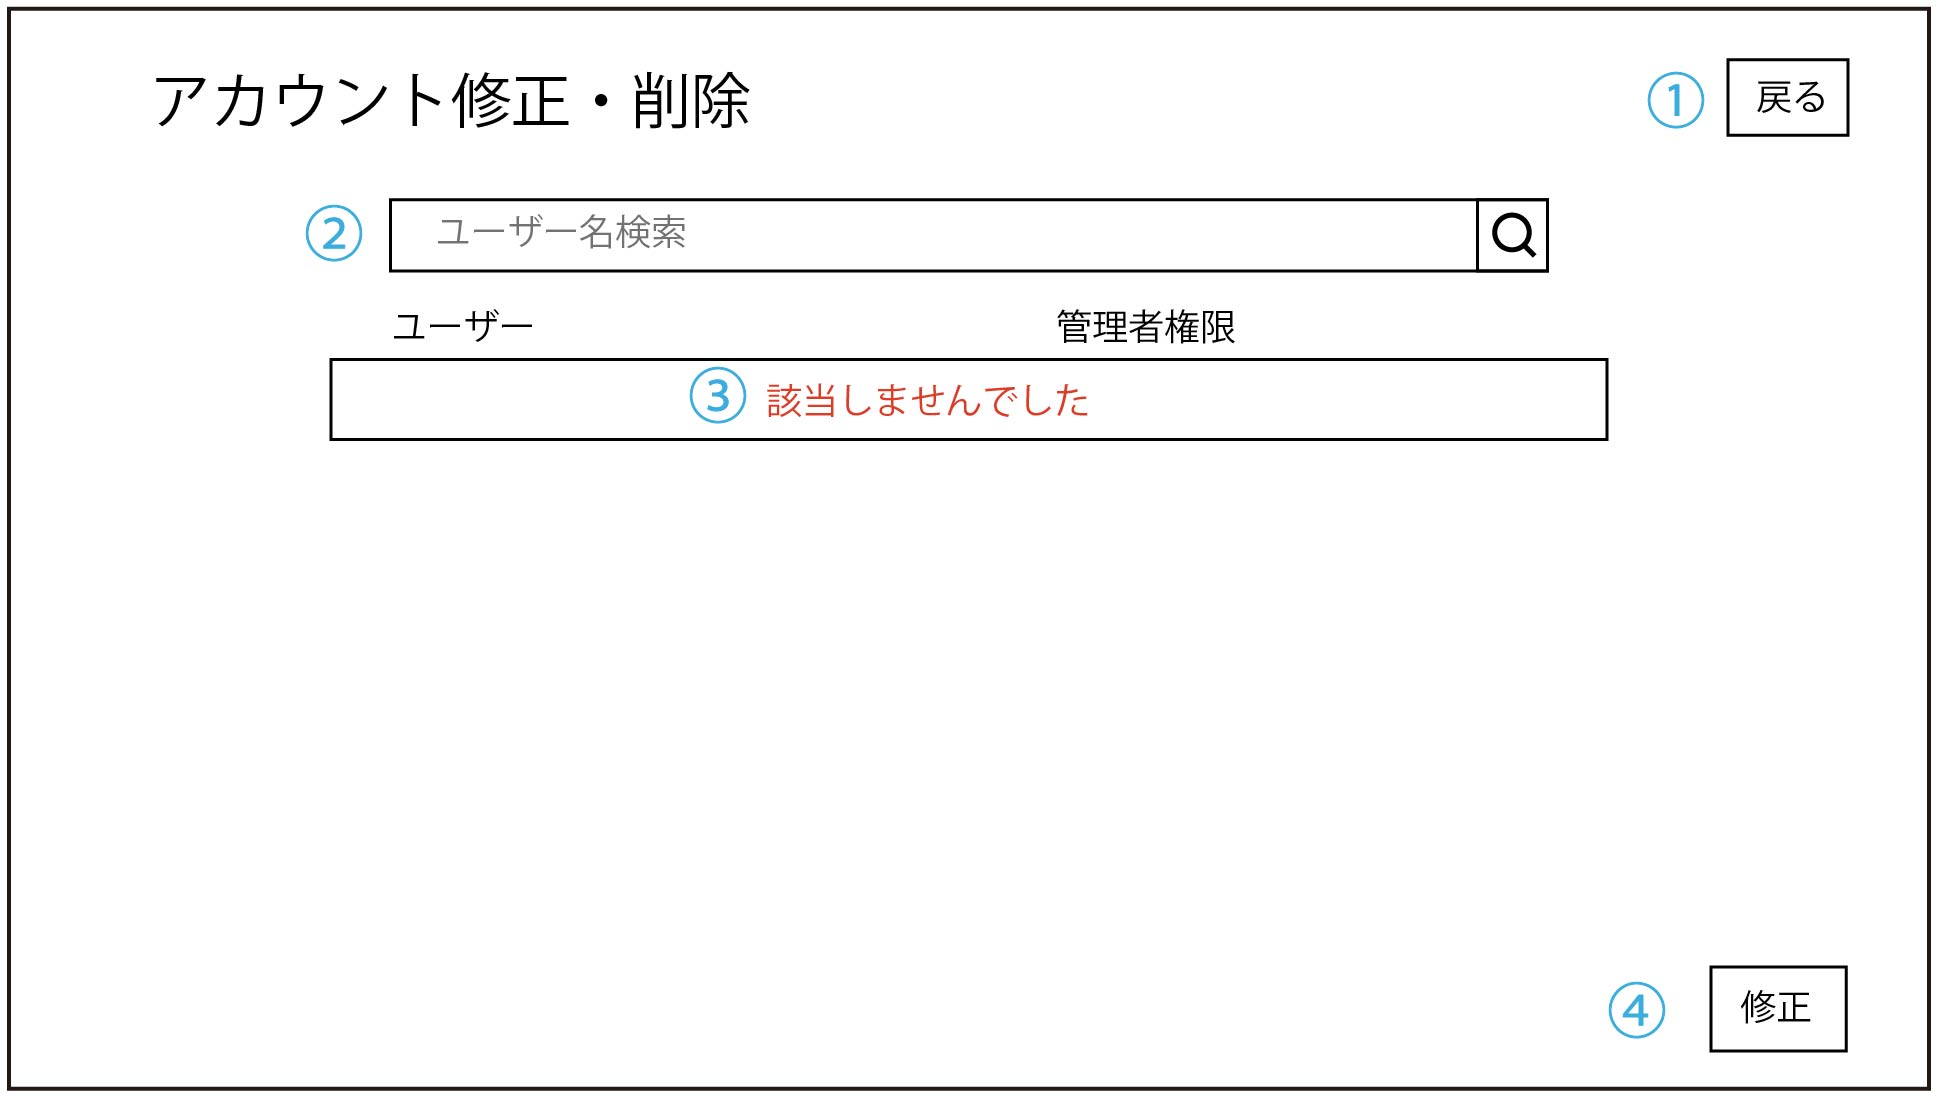 アカウント修正・削除
① 戻る
② ユーザー名検索
ユーザー 管理者権限
③ 該当しませんでした
④ 修正